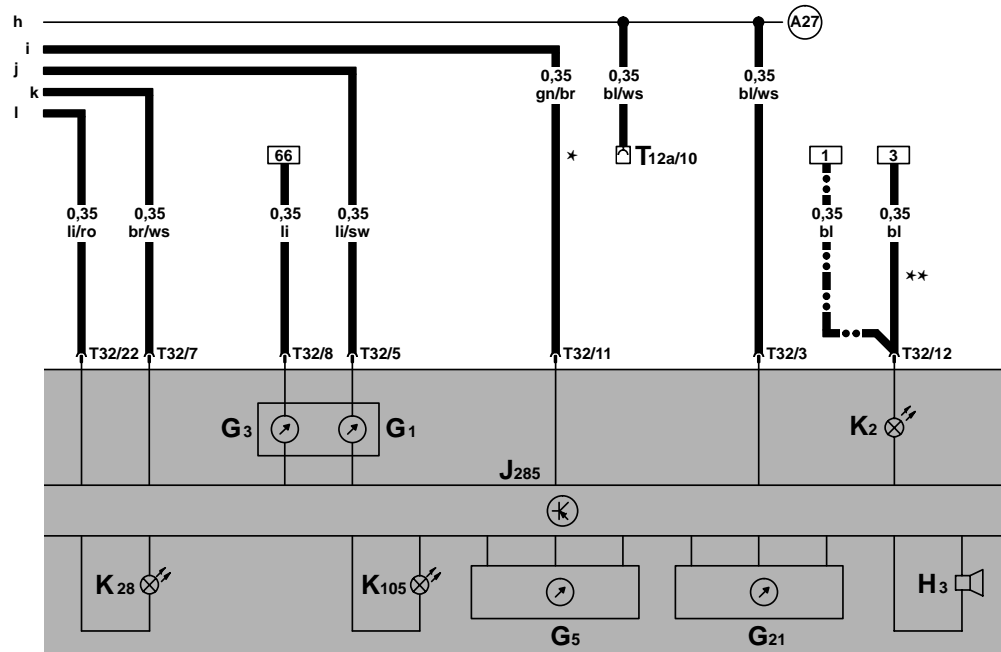 h
A27
i
j
k
l
0,35
gn/br
0,35
bl/ws
0,35
bl/ws
*
T12a/10
66
1
3
0,35
li/ro
0,35
br/ws
0,35
li
0,35
li/sw
0,35
bl
0,35
bl
**
T32/22
T32/7
T32/8
T32/5
T32/11
T32/3
T32/12
G3
G1
K2
J285
K28
K105
G5
G21
H3